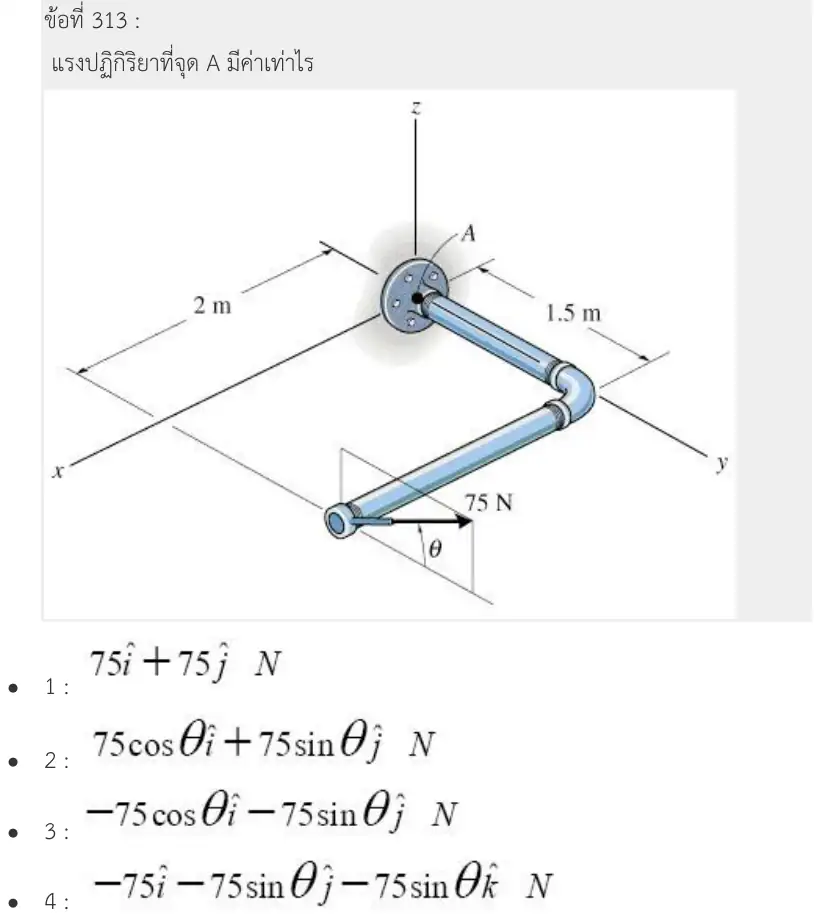 ข้อที่ 313 :
แรงปฏิกิริยาที่จุด A มีค่าเท่าไร
z
A
2 m
1.5 m
x
y
75 N
θ
• 1 : 75î + 75ĵ N
• 2 : 75cosθî + 75sinθĵ N
• 3 : −75cosθî − 75sinθĵ N
• 4 : −75î − 75sinθĵ − 75sinθk̂ N